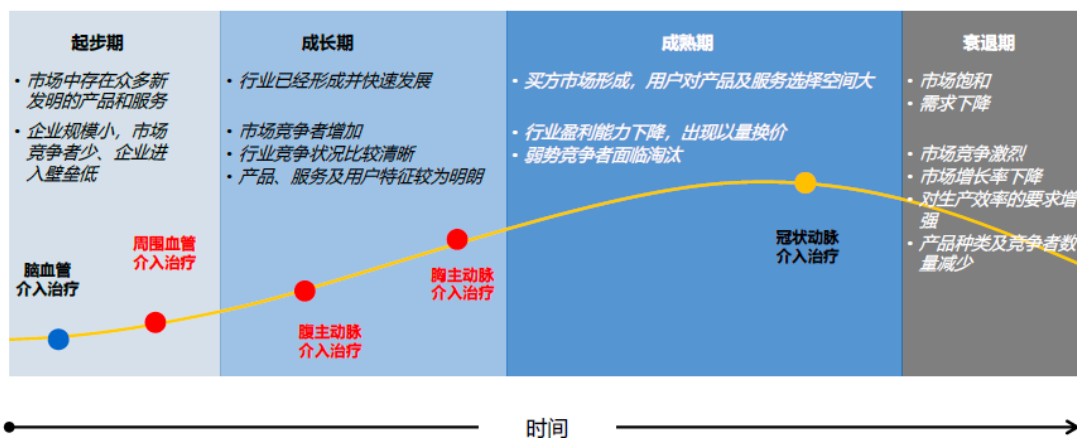 起步期
• 市场中存在众多新
发明的产品和服务
• 企业规模小，市场
竞争者少、企业进
入壁垒低
成长期
• 行业已经形成并快速发展
• 市场竞争者增加
• 行业竞争状况比较清晰
• 产品、服务及用户特征较为明朗
成熟期
• 买方市场形成，用户对产品及服务选择空间大
• 行业盈利能力下降，出现以量换价
• 弱势竞争者面临淘汰
衰退期
• 市场饱和
• 需求下降
• 市场竞争激烈
• 市场增长率下降
• 对生产效率的要求增
强
• 产品种类及竞争者数
量减少
脑血管
介入治疗
周围血管
介入治疗
腹主动脉
介入治疗
胸主动脉
介入治疗
冠状动脉
介入治疗
时间